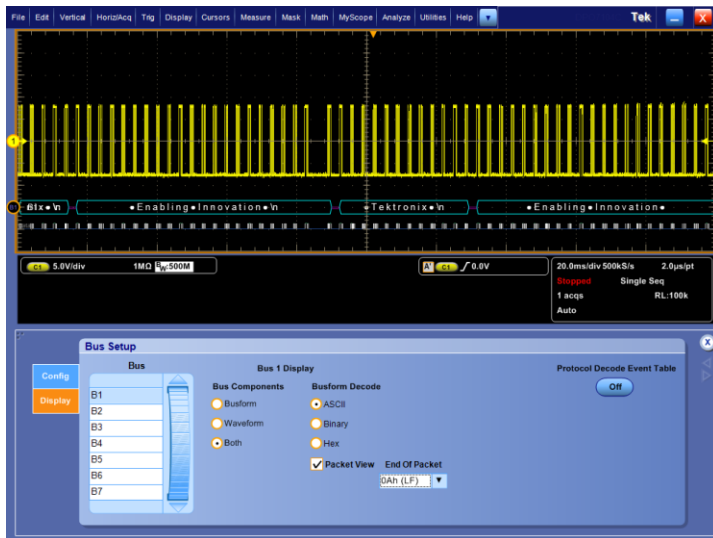 File Edit Vertical Horiz/Acq Trig Display Cursors Measure Mask Math MyScope Analyze Utilities Help Tek X
1
B1x•\n •Enabling•Innovation•\n •Tektronix•\n •Enabling•Innovation•
C1 5.0V/div 1MΩ BW:500M
A' C1 0.0V
20.0ms/div 500kS/s 2.0µs/pt
Stopped Single Seq
1 acqs RL:100k
Auto
Bus Setup
x
Config
Display
Bus
B1
B2
B3
B4
B5
B6
B7
Bus 1 Display
Bus Components
Busform
Waveform
Both
Busform Decode
ASCII
Binary
Hex
Packet View End Of Packet
0Ah (LF)
Protocol Decode Event Table
Off